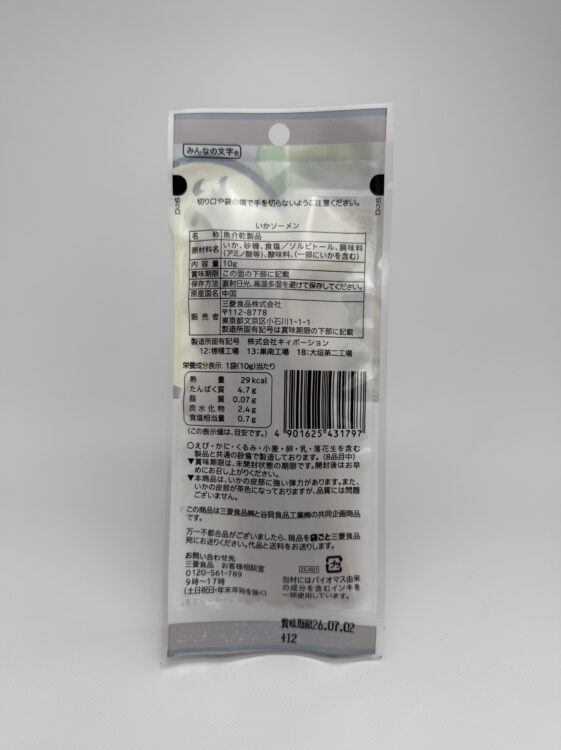 みんなの文字®
切り口や袋の端で手を切らないようご注意ください。
いかソーメン
名 称 魚介乾製品
原材料名 いか、砂糖、食塩／ソルビトール、調味料
(アミノ酸等)、酸味料、(一部にいかを含む)
内 容 量 10g
賞味期限 この面の下部に記載
保存方法 直射日光、高温多湿を避けて保存してください。
原産国名 中国
販 売 者 三菱食品株式会社
〒112-8778
東京都文京区小石川1-1-1
製造所固有記号は賞味期限の下部に記載
製造所固有記号 株式会社キィポーション
12:穂積工場 13:巣南工場 18:大垣第二工場
栄養成分表示 1袋(10g)当たり
熱 量 29kcal
たんぱく質 4.7g
脂 質 0.07g
炭水化物 2.4g
食塩相当量 0.7g
(この表示値は、目安です。)
4 901625 431797
○えび・かに・くるみ・小麦・卵・乳・落花生を含む
製品と共通の設備で製造しております。(8品目中)
▼賞味期限は、未開封状態の期限です。開封後はお早
めにお召し上がりください。
▼本商品は、いかの皮部に強い弾力があります。また、
いかの皮部が茶色になっておりますが、品質には問題
ございません。
この商品は三菱食品㈱と谷貝食品工業㈱の共同企画商品
です。
万一不都合品がございましたら、現品を袋ごと三菱食品
宛にお送りください。代品と送料をお送りします。
お問い合わせ先
三菱食品 お客様相談室
0120-561-789
9時～17時
(土日祝日・年末年始を除く)
包材にはバイオマス由来
の成分を含むインキを
一部使用しています。
賞味期限26.07.02
+12